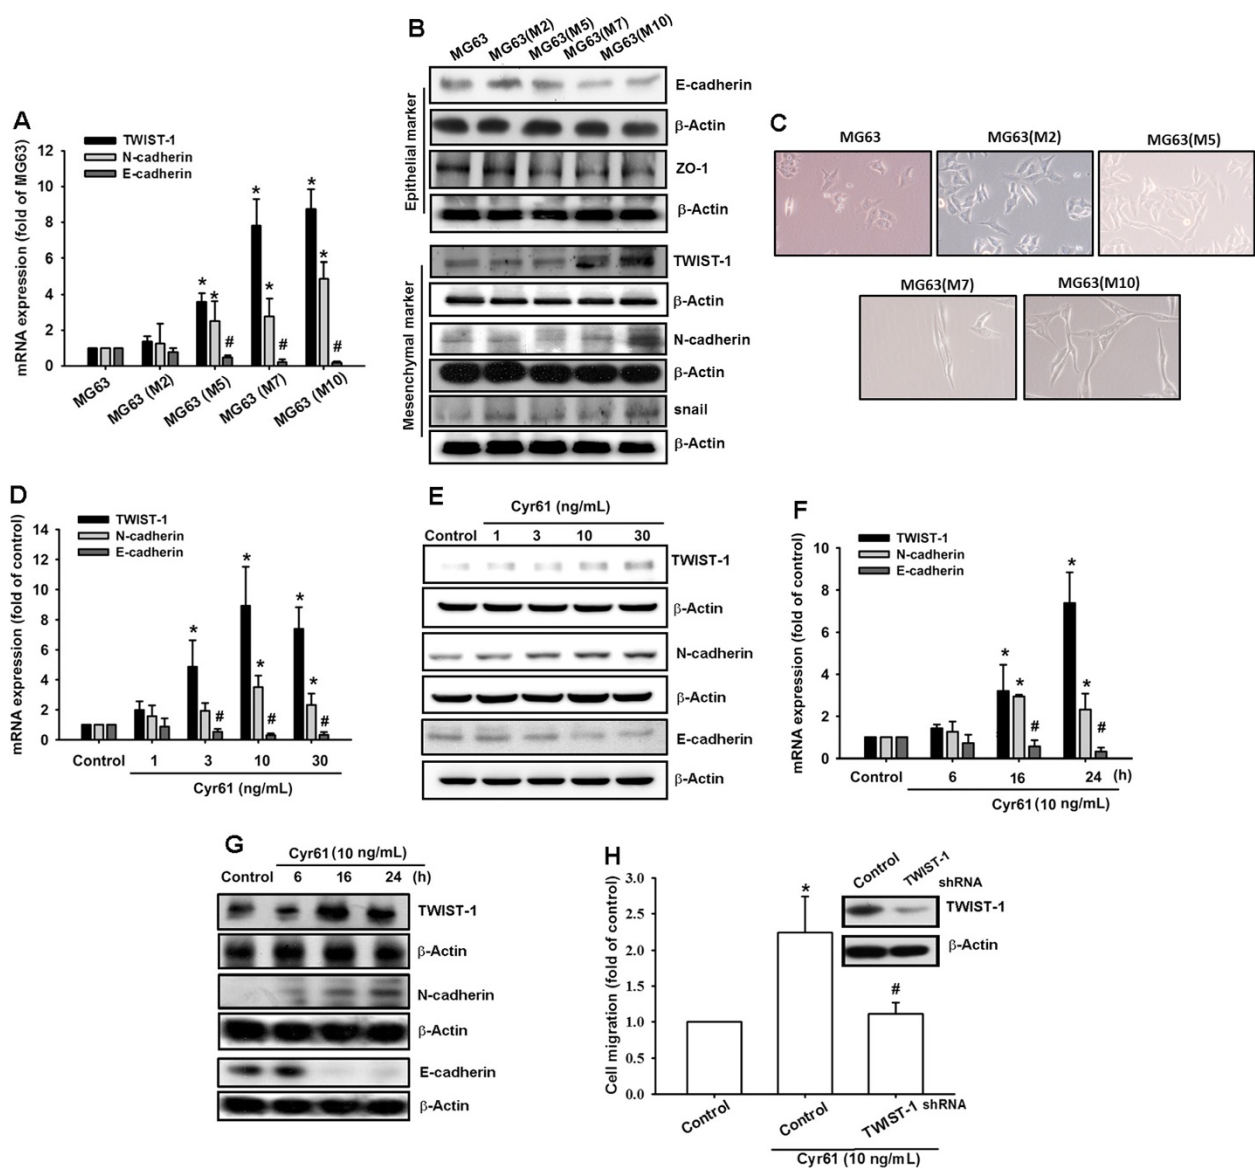 A
TWIST-1
N-cadherin
E-cadherin
mRNA expression (fold of MG63)
12
10
8
6
4
2
0
* * * * * *
# # #
MG63
MG63 (M2)
MG63 (M5)
MG63 (M7)
MG63 (M10)
B
MG63
MG63(M2)
MG63(M5)
MG63(M7)
MG63(M10)
Epithelial marker
E-cadherin
β-Actin
ZO-1
β-Actin
Mesenchymal marker
TWIST-1
β-Actin
N-cadherin
β-Actin
snail
β-Actin
C
MG63 MG63(M2) MG63(M5)
MG63(M7) MG63(M10)
D
TWIST-1
N-cadherin
E-cadherin
mRNA expression (fold of control)
14
12
10
8
6
4
2
0
* * * * *
# # #
Control 1 3 10 30
Cyr61 (ng/mL)
E
Cyr61 (ng/mL)
Control 1 3 10 30
TWIST-1
β-Actin
N-cadherin
β-Actin
E-cadherin
β-Actin
F
TWIST-1
N-cadherin
E-cadherin
mRNA expression (fold of control)
10
8
6
4
2
0
* * * *
# #
Control 6 16 24 (h)
Cyr61 (10 ng/mL)
G
Cyr61 (10 ng/mL)
Control 6 16 24 (h)
TWIST-1
β-Actin
N-cadherin
β-Actin
E-cadherin
β-Actin
H
Cell migration (fold of control)
3.0
2.5
2.0
1.5
1.0
0.5
0.0
*
#
Control TWIST-1 shRNA
TWIST-1
β-Actin
Control
Control
TWIST-1 shRNA
Cyr61 (10 ng/mL)